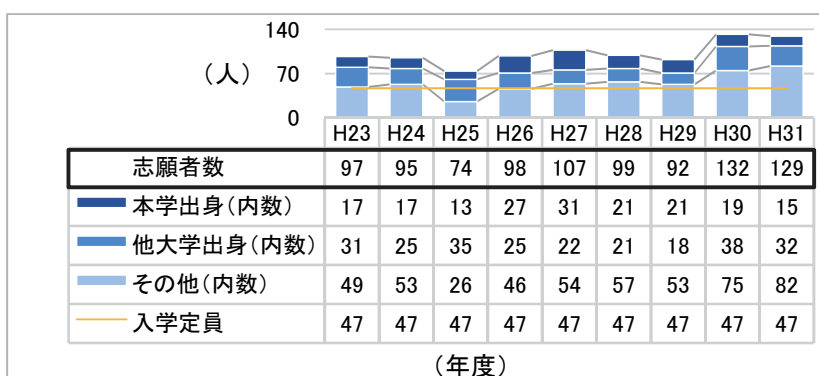 140
(人) 70
0
H23 H24 H25 H26 H27 H28 H29 H30 H31
志願者数 97 95 74 98 107 99 92 132 129
本学出身(内数) 17 17 13 27 31 21 21 19 15
他大学出身(内数) 31 25 35 25 22 21 18 38 32
その他(内数) 49 53 26 46 54 57 53 75 82
入学定員 47 47 47 47 47 47 47 47 47
(年度)